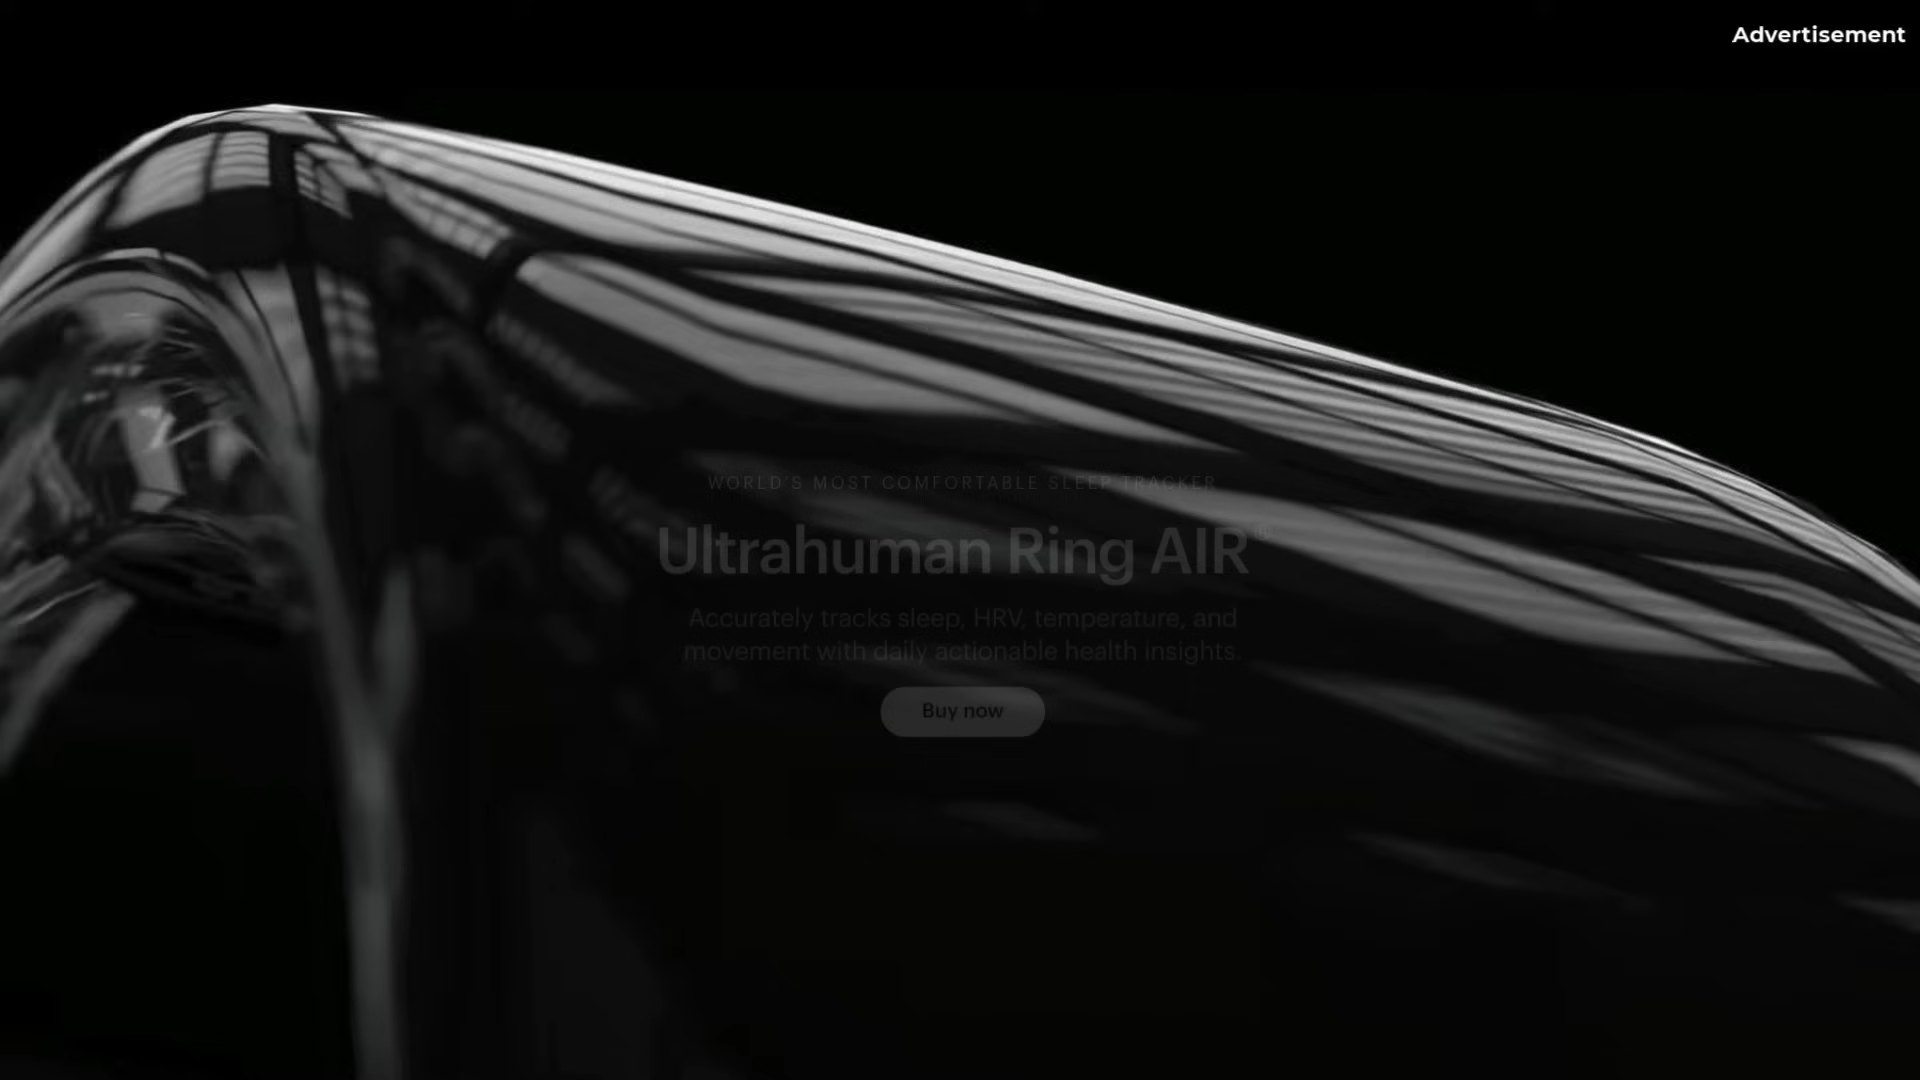 Advertisement
WORLD'S MOST COMFORTABLE SLEEP TRACKER
Ultrahuman Ring AIR®
Accurately tracks sleep, HRV, temperature, and
movement with daily actionable health insights.
Buy now